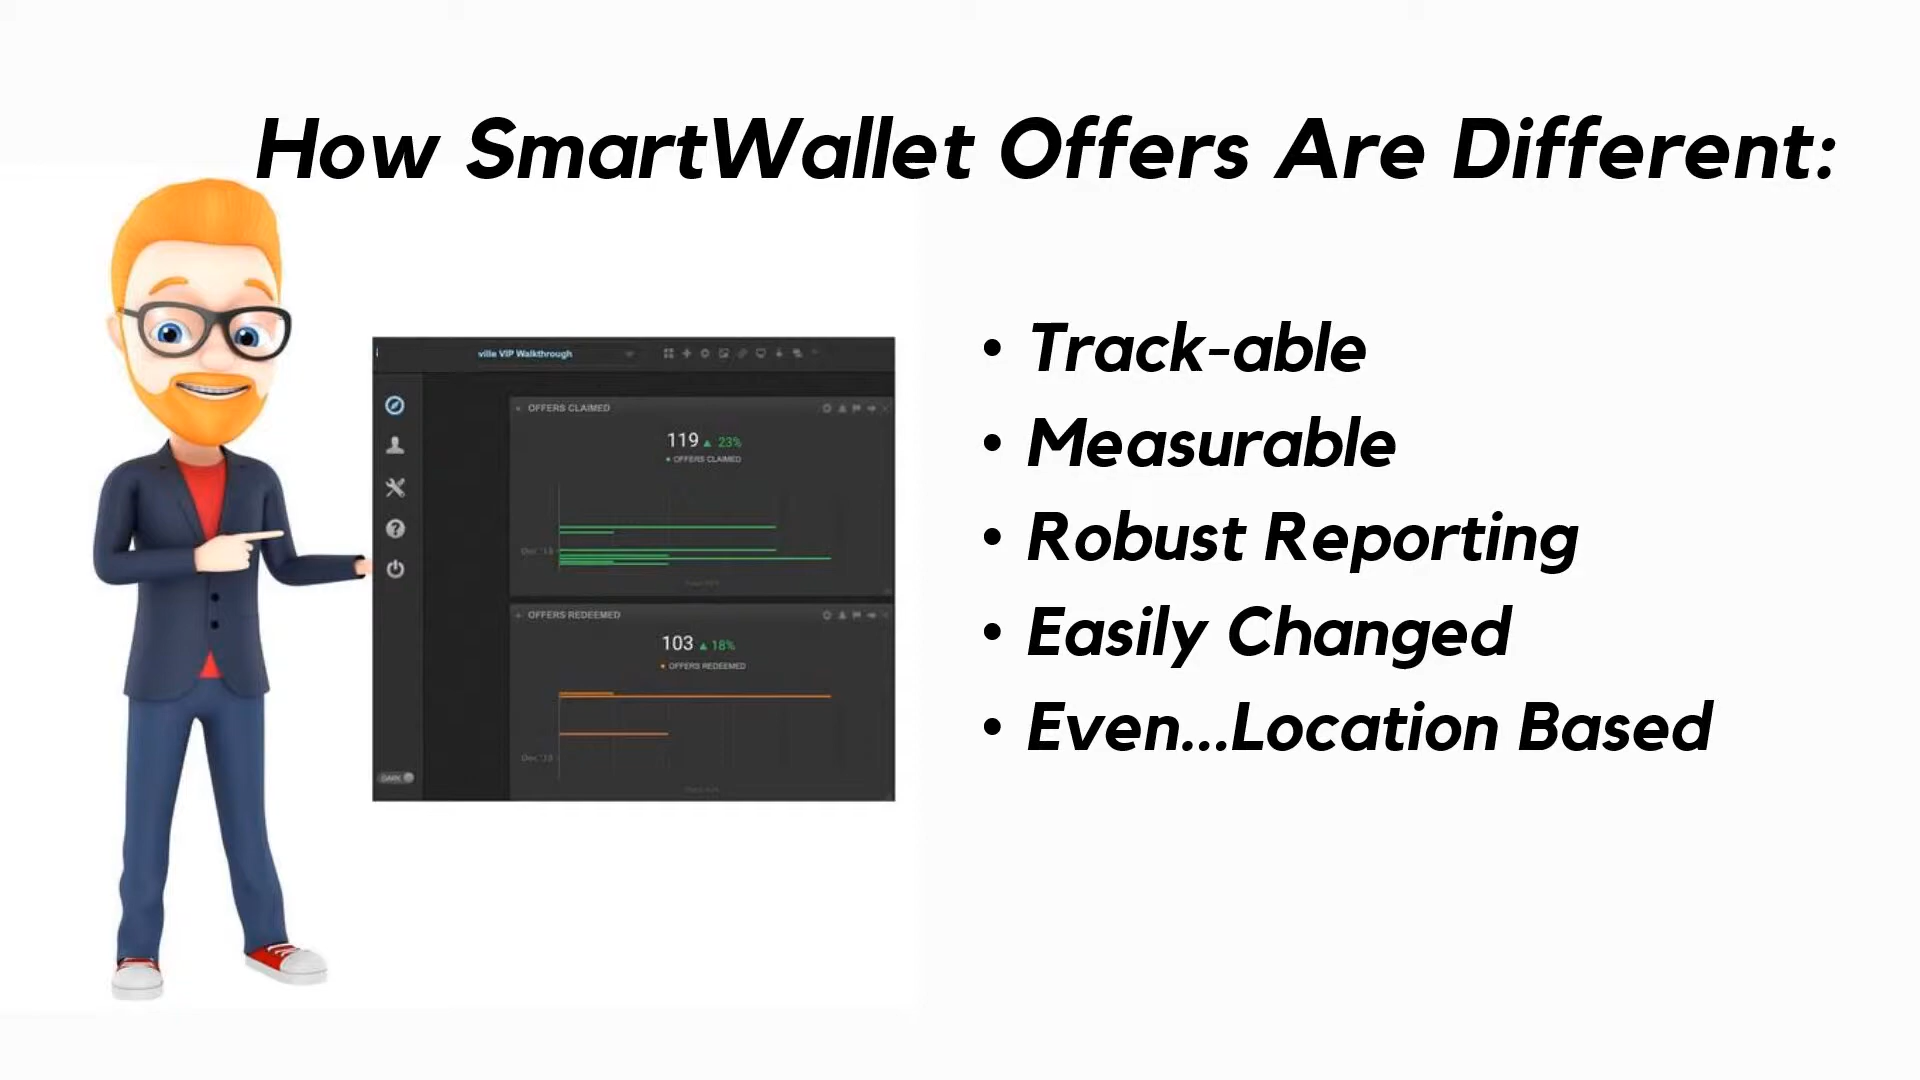 How SmartWallet Offers Are Different:
ville VIP Walkthrough
OFFERS CLAIMED
119 ▲ 23%
• OFFERS CLAIMED
OFFERS REDEEMED
103 ▲ 18%
• OFFERS REDEEMED
DARK
• Track-able
• Measurable
• Robust Reporting
• Easily Changed
• Even...Location Based